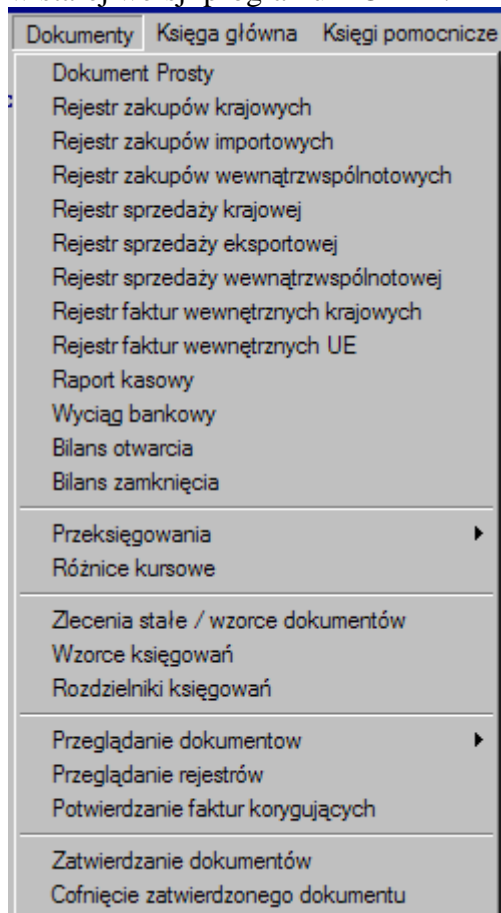 Dokumenty Księga główna Księgi pomocnicze
Dokument Prosty
Rejestr zakupów krajowych
Rejestr zakupów importowych
Rejestr zakupów wewnątrzwspólnotowych
Rejestr sprzedaży krajowej
Rejestr sprzedaży eksportowej
Rejestr sprzedaży wewnątrzwspólnotowej
Rejestr faktur wewnętrznych krajowych
Rejestr faktur wewnętrznych UE
Raport kasowy
Wyciąg bankowy
Bilans otwarcia
Bilans zamknięcia
Przeksięgowania
Różnice kursowe
Zlecenia stałe / wzorce dokumentów
Wzorce księgowań
Rozdzielniki księgowań
Przeglądanie dokumentow
Przeglądanie rejestrów
Potwierdzanie faktur korygujących
Zatwierdzanie dokumentów
Cofnięcie zatwierdzonego dokumentu